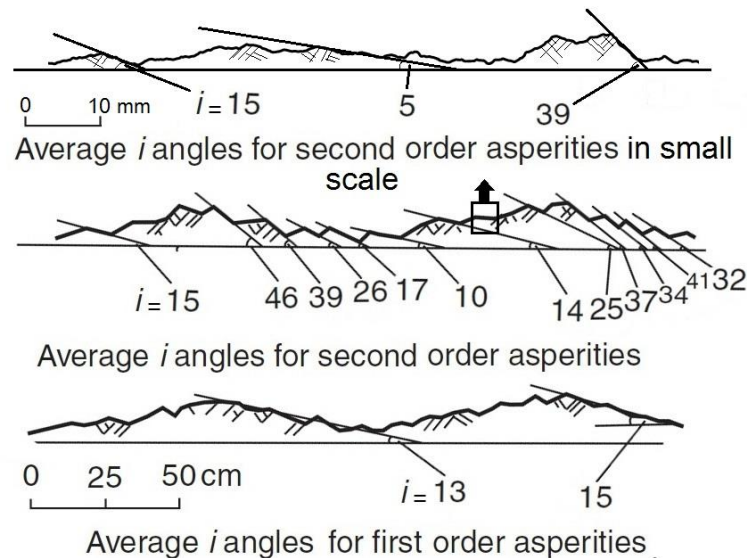 i = 15 5 39
0 10 mm
Average i angles for second order asperities in small
scale
i = 15 46 39 26 17 10 14 25 37 34 41 32
Average i angles for second order asperities
i = 13 15
0 25 50 cm
Average i angles for first order asperities